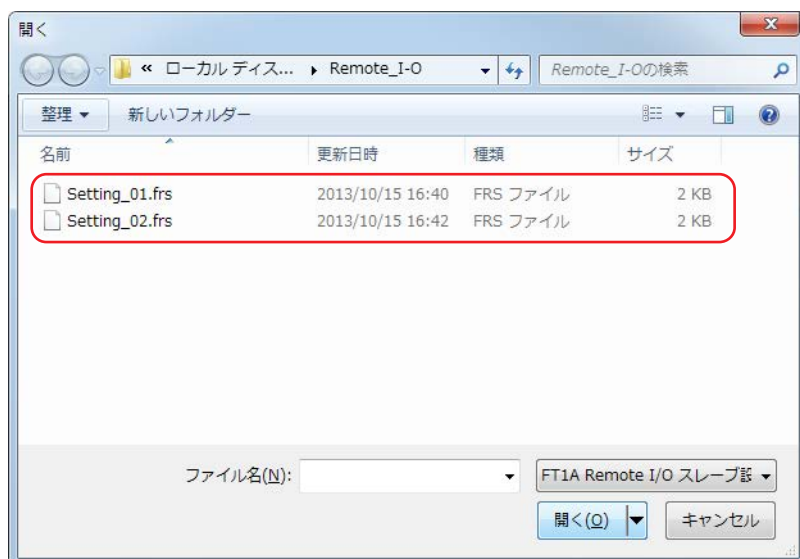 開く
« ローカル ディス... ▸ Remote_I-O Remote_I-Oの検索
整理 ▼ 新しいフォルダー
名前 更新日時 種類 サイズ
Setting_01.frs 2013/10/15 16:40 FRS ファイル 2 KB
Setting_02.frs 2013/10/15 16:42 FRS ファイル 2 KB
ファイル名(N): FT1A Remote I/O スレーブ
開く(O) キャンセル